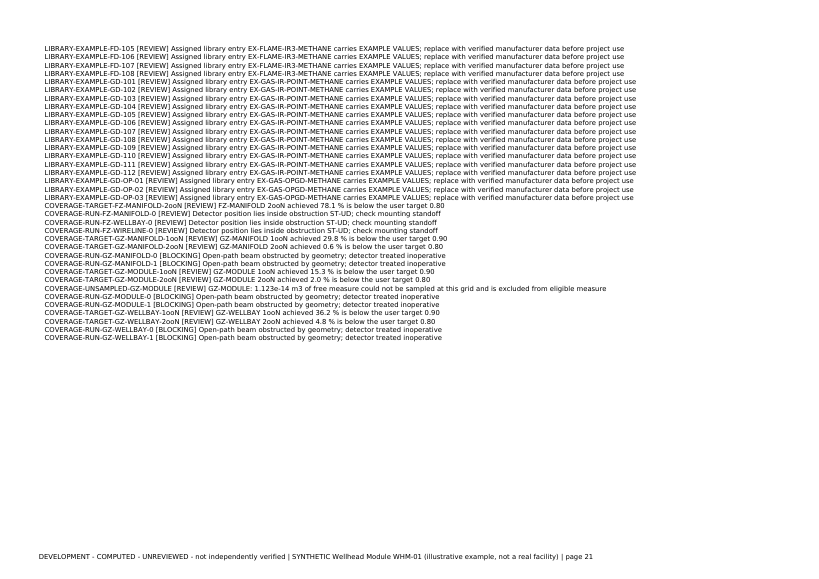 LIBRARY-EXAMPLE-FD-105 [REVIEW] Assigned library entry EX-FLAME-IR3-METHANE carries EXAMPLE VALUES; replace with verified manufacturer data before project use
LIBRARY-EXAMPLE-FD-106 [REVIEW] Assigned library entry EX-FLAME-IR3-METHANE carries EXAMPLE VALUES; replace with verified manufacturer data before project use
LIBRARY-EXAMPLE-FD-107 [REVIEW] Assigned library entry EX-FLAME-IR3-METHANE carries EXAMPLE VALUES; replace with verified manufacturer data before project use
LIBRARY-EXAMPLE-FD-108 [REVIEW] Assigned library entry EX-FLAME-IR3-METHANE carries EXAMPLE VALUES; replace with verified manufacturer data before project use
LIBRARY-EXAMPLE-GD-101 [REVIEW] Assigned library entry EX-GAS-IR-POINT-METHANE carries EXAMPLE VALUES; replace with verified manufacturer data before project use
LIBRARY-EXAMPLE-GD-102 [REVIEW] Assigned library entry EX-GAS-IR-POINT-METHANE carries EXAMPLE VALUES; replace with verified manufacturer data before project use
LIBRARY-EXAMPLE-GD-103 [REVIEW] Assigned library entry EX-GAS-IR-POINT-METHANE carries EXAMPLE VALUES; replace with verified manufacturer data before project use
LIBRARY-EXAMPLE-GD-104 [REVIEW] Assigned library entry EX-GAS-IR-POINT-METHANE carries EXAMPLE VALUES; replace with verified manufacturer data before project use
LIBRARY-EXAMPLE-GD-105 [REVIEW] Assigned library entry EX-GAS-IR-POINT-METHANE carries EXAMPLE VALUES; replace with verified manufacturer data before project use
LIBRARY-EXAMPLE-GD-106 [REVIEW] Assigned library entry EX-GAS-IR-POINT-METHANE carries EXAMPLE VALUES; replace with verified manufacturer data before project use
LIBRARY-EXAMPLE-GD-107 [REVIEW] Assigned library entry EX-GAS-IR-POINT-METHANE carries EXAMPLE VALUES; replace with verified manufacturer data before project use
LIBRARY-EXAMPLE-GD-108 [REVIEW] Assigned library entry EX-GAS-IR-POINT-METHANE carries EXAMPLE VALUES; replace with verified manufacturer data before project use
LIBRARY-EXAMPLE-GD-109 [REVIEW] Assigned library entry EX-GAS-IR-POINT-METHANE carries EXAMPLE VALUES; replace with verified manufacturer data before project use
LIBRARY-EXAMPLE-GD-110 [REVIEW] Assigned library entry EX-GAS-IR-POINT-METHANE carries EXAMPLE VALUES; replace with verified manufacturer data before project use
LIBRARY-EXAMPLE-GD-111 [REVIEW] Assigned library entry EX-GAS-IR-POINT-METHANE carries EXAMPLE VALUES; replace with verified manufacturer data before project use
LIBRARY-EXAMPLE-GD-112 [REVIEW] Assigned library entry EX-GAS-IR-POINT-METHANE carries EXAMPLE VALUES; replace with verified manufacturer data before project use
LIBRARY-EXAMPLE-GD-OP-01 [REVIEW] Assigned library entry EX-GAS-OPGD-METHANE carries EXAMPLE VALUES; replace with verified manufacturer data before project use
LIBRARY-EXAMPLE-GD-OP-02 [REVIEW] Assigned library entry EX-GAS-OPGD-METHANE carries EXAMPLE VALUES; replace with verified manufacturer data before project use
LIBRARY-EXAMPLE-GD-OP-03 [REVIEW] Assigned library entry EX-GAS-OPGD-METHANE carries EXAMPLE VALUES; replace with verified manufacturer data before project use
COVERAGE-TARGET-FZ-MANIFOLD-2ooN [REVIEW] FZ-MANIFOLD 2ooN achieved 78.1 % is below the user target 0.80
COVERAGE-RUN-FZ-MANIFOLD-0 [REVIEW] Detector position lies inside obstruction ST-UD; check mounting standoff
COVERAGE-RUN-FZ-WELLBAY-0 [REVIEW] Detector position lies inside obstruction ST-UD; check mounting standoff
COVERAGE-RUN-FZ-WIRELINE-0 [REVIEW] Detector position lies inside obstruction ST-UD; check mounting standoff
COVERAGE-TARGET-GZ-MANIFOLD-1ooN [REVIEW] GZ-MANIFOLD 1ooN achieved 29.8 % is below the user target 0.90
COVERAGE-TARGET-GZ-MANIFOLD-2ooN [REVIEW] GZ-MANIFOLD 2ooN achieved 0.6 % is below the user target 0.80
COVERAGE-RUN-GZ-MANIFOLD-0 [BLOCKING] Open-path beam obstructed by geometry; detector treated inoperative
COVERAGE-RUN-GZ-MANIFOLD-1 [BLOCKING] Open-path beam obstructed by geometry; detector treated inoperative
COVERAGE-TARGET-GZ-MODULE-1ooN [REVIEW] GZ-MODULE 1ooN achieved 15.3 % is below the user target 0.90
COVERAGE-TARGET-GZ-MODULE-2ooN [REVIEW] GZ-MODULE 2ooN achieved 2.0 % is below the user target 0.80
COVERAGE-UNSAMPLED-GZ-MODULE [REVIEW] GZ-MODULE: 1.123e-14 m3 of free measure could not be sampled at this grid and is excluded from eligible measure
COVERAGE-RUN-GZ-MODULE-0 [BLOCKING] Open-path beam obstructed by geometry; detector treated inoperative
COVERAGE-RUN-GZ-MODULE-1 [BLOCKING] Open-path beam obstructed by geometry; detector treated inoperative
COVERAGE-TARGET-GZ-WELLBAY-1ooN [REVIEW] GZ-WELLBAY 1ooN achieved 36.2 % is below the user target 0.90
COVERAGE-TARGET-GZ-WELLBAY-2ooN [REVIEW] GZ-WELLBAY 2ooN achieved 4.8 % is below the user target 0.80
COVERAGE-RUN-GZ-WELLBAY-0 [BLOCKING] Open-path beam obstructed by geometry; detector treated inoperative
COVERAGE-RUN-GZ-WELLBAY-1 [BLOCKING] Open-path beam obstructed by geometry; detector treated inoperative
DEVELOPMENT - COMPUTED - UNREVIEWED - not independently verified | SYNTHETIC Wellhead Module WHM-01 (illustrative example, not a real facility) | page 21